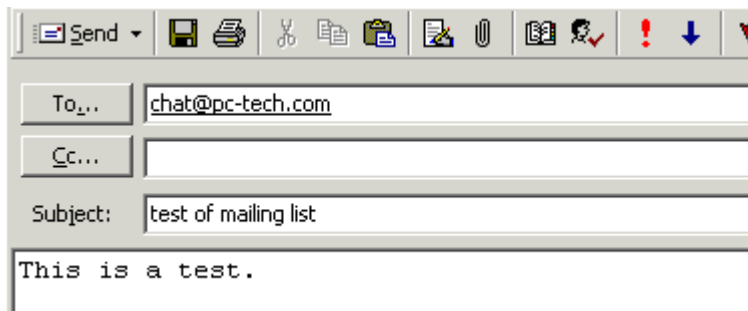 Send
To... chat@pc-tech.com
Cc...
Subject: test of mailing list
This is a test.